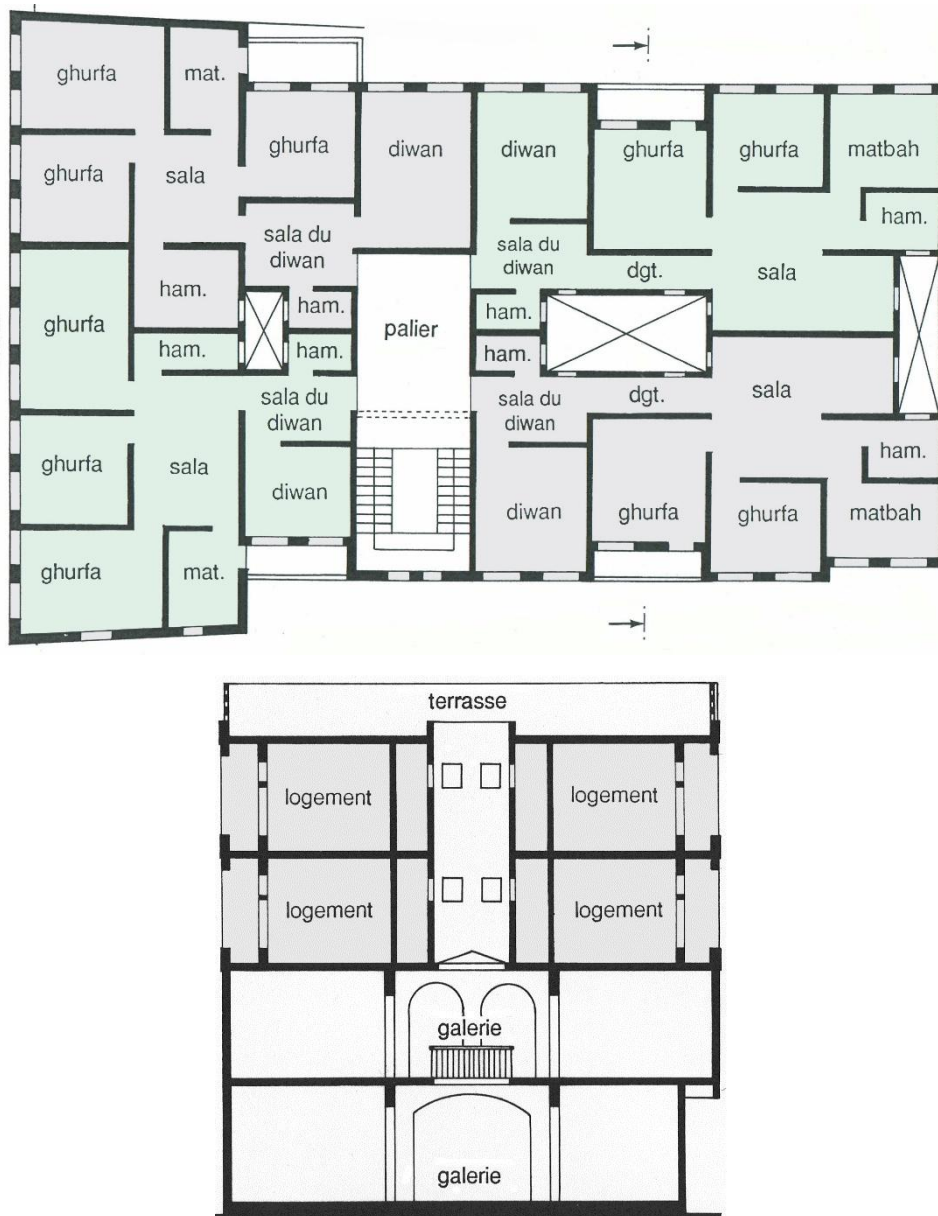 ghurfa
mat.
ghurfa
diwan
diwan
ghurfa
ghurfa
matbah
ghurfa
sala
ham.
sala du
diwan
sala du
diwan
dgt.
sala
ham.
ham.
ham.
ghurfa
palier
ham.
ham.
ham.
sala du
diwan
sala du
diwan
dgt.
sala
ghurfa
sala
ham.
diwan
diwan
ghurfa
ghurfa
matbah
ghurfa
mat.
terrasse
logement
logement
logement
logement
galerie
galerie